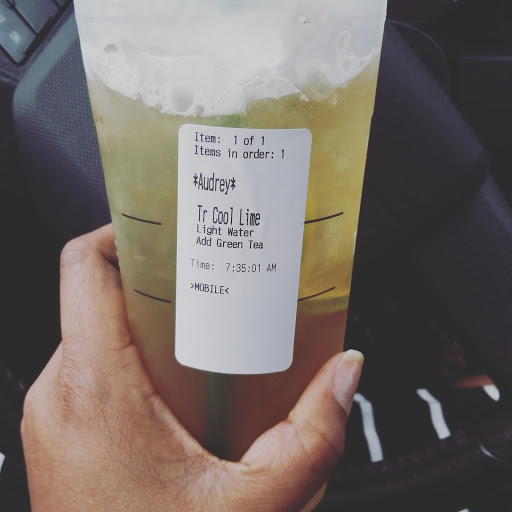 Item: 1 of 1
Items in order: 1
*Audrey*
Tr Cool Lime
Light Water
Add Green Tea
Time: 7:35:01 AM
>MOBILE<